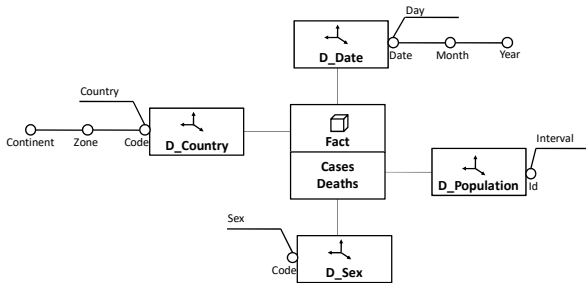 Day
D_Date
Date
Month
Year
Country
Continent
Zone
Code
D_Country
Fact
Cases
Deaths
Interval
D_Population
Id
Sex
Code
D_Sex